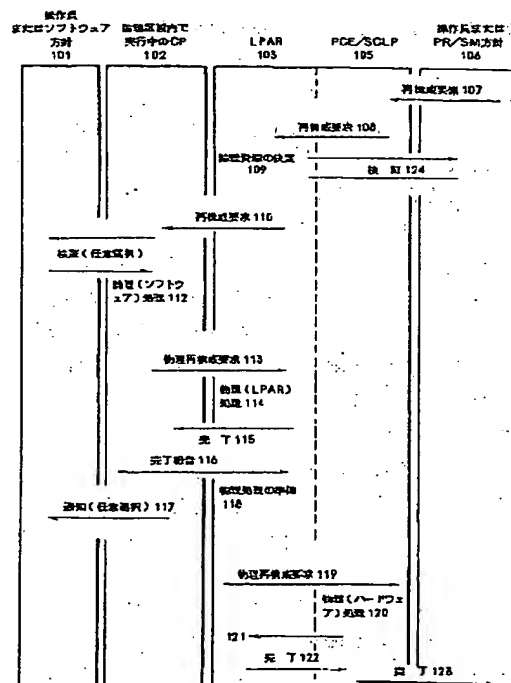 操作員
またはソフトウェア
方針
101
論理区画内で
実行中のCP
102
LPAR
103
PCE/SCLP
105
操作員または
PR/SM方針
106
再構成要求 107
再構成要求 108
論理資源の決定
109
検証 124
再構成要求 110
検証(任意選択)
論理(ソフトウ
ェア)処理 112
物理再構成要求 113
物理(LPAR)
処理 114
完了 115
完了報告 116
物理処理の準備
118
通知(任意選択) 117
物理再構成要求 119
物理(ハードウェ
ア)処理 120
121
完了 122
完了 123